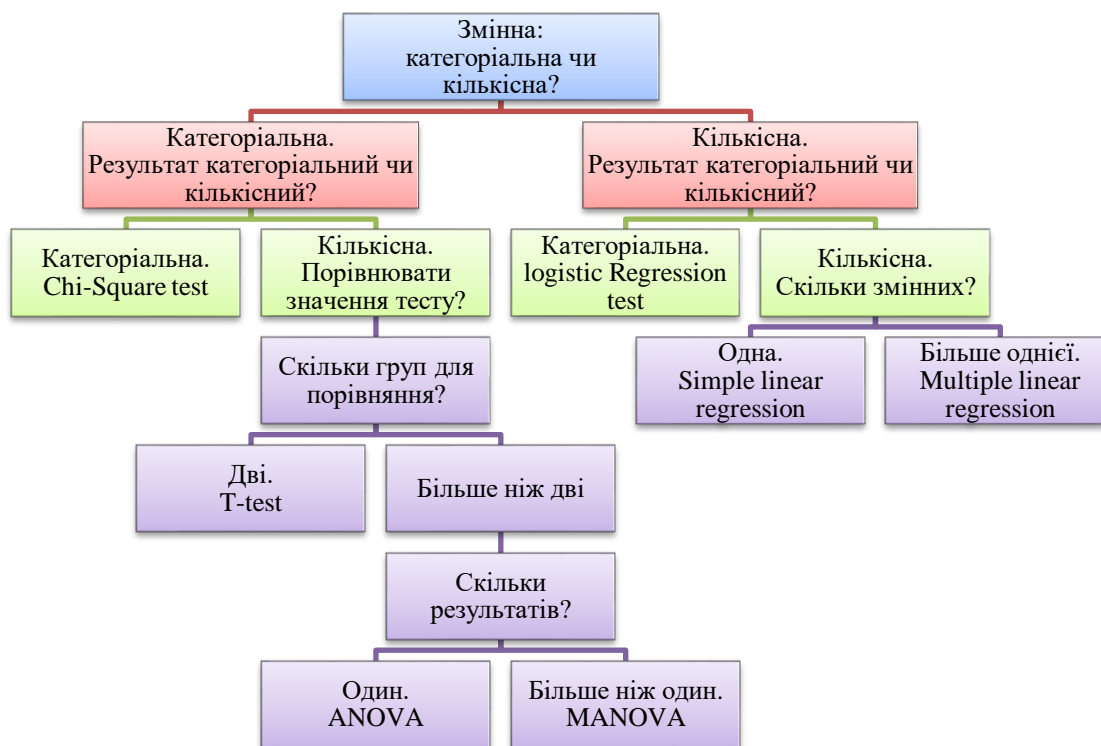 Змінна:
категоріальна чи
кількісна?
Категоріальна.
Результат категоріальний чи
кількісний?
Кількісна.
Результат категоріальний чи
кількісний?
Категоріальна.
Chi-Square test
Кількісна.
Порівнювати
значення тесту?
Категоріальна.
logistic Regression
test
Кількісна.
Скільки змінних?
Скільки груп для
порівняння?
Одна.
Simple linear
regression
Більше однієї.
Multiple linear
regression
Дві.
T-test
Більше ніж дві
Скільки
результатів?
Один.
ANOVA
Більше ніж один.
MANOVA